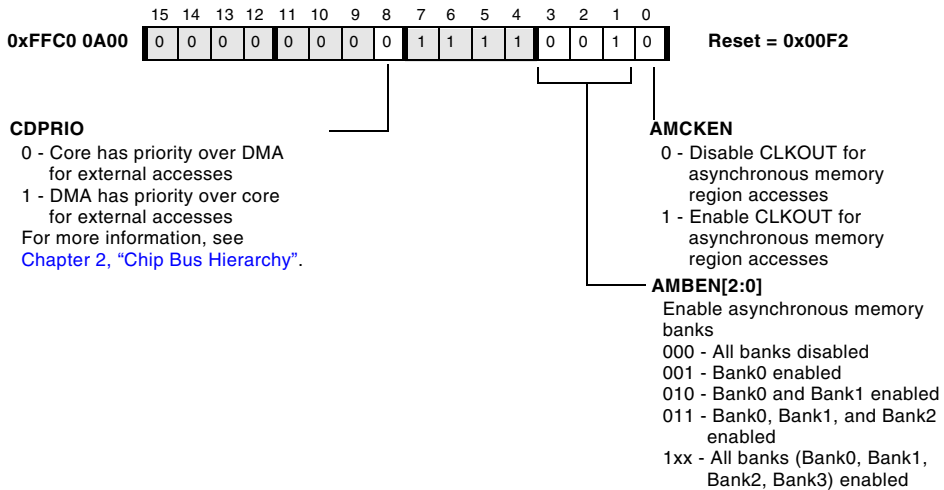 15 14 13 12 11 10 9 8 7 6 5 4 3 2 1 0
0xFFC0 0A00 0 0 0 0 0 0 0 0 1 1 1 1 0 0 1 0 Reset = 0x00F2
CDPRIO
0 - Core has priority over DMA
for external accesses
1 - DMA has priority over core
for external accesses
For more information, see
Chapter 2, “Chip Bus Hierarchy”.
AMCKEN
0 - Disable CLKOUT for
asynchronous memory
region accesses
1 - Enable CLKOUT for
asynchronous memory
region accesses
AMBEN[2:0]
Enable asynchronous memory
banks
000 - All banks disabled
001 - Bank0 enabled
010 - Bank0 and Bank1 enabled
011 - Bank0, Bank1, and Bank2
enabled
1xx - All banks (Bank0, Bank1,
Bank2, Bank3) enabled